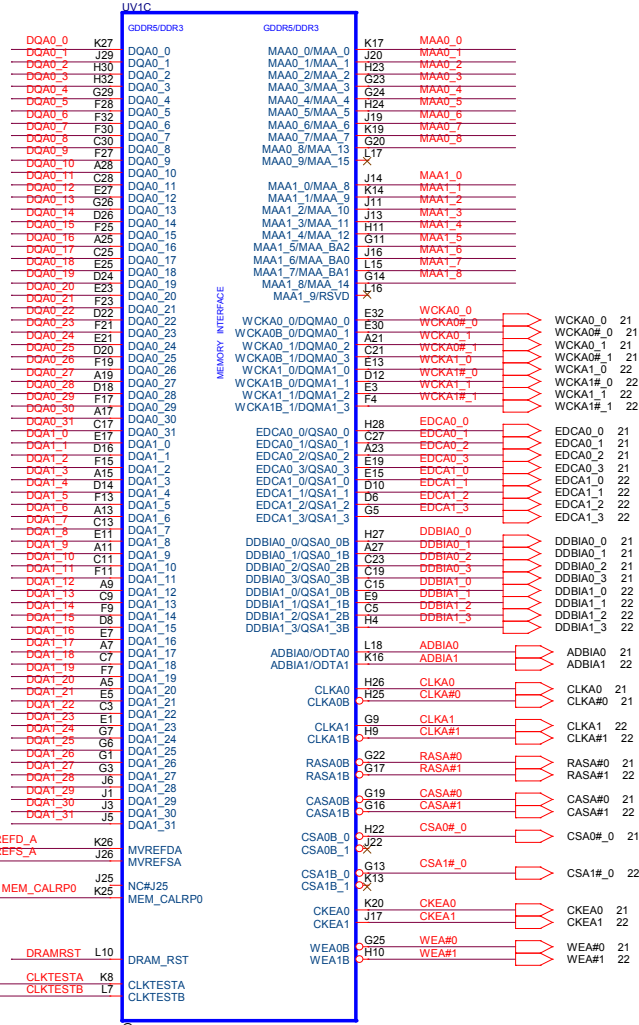 UV1C
GDDR5/DDR3 GDDR5/DDR3
MEMORY INTERFACE
DQA0_0 K27 DQA0_0
DQA0_1 J29 DQA0_1
DQA0_2 H30 DQA0_2
DQA0_3 H32 DQA0_3
DQA0_4 G29 DQA0_4
DQA0_5 F28 DQA0_5
DQA0_6 F32 DQA0_6
DQA0_7 F30 DQA0_7
DQA0_8 C30 DQA0_8
DQA0_9 F27 DQA0_9
DQA0_10 A28 DQA0_10
DQA0_11 C28 DQA0_11
DQA0_12 E27 DQA0_12
DQA0_13 G26 DQA0_13
DQA0_14 D26 DQA0_14
DQA0_15 F25 DQA0_15
DQA0_16 A25 DQA0_16
DQA0_17 C25 DQA0_17
DQA0_18 E25 DQA0_18
DQA0_19 D24 DQA0_19
DQA0_20 E23 DQA0_20
DQA0_21 F23 DQA0_21
DQA0_22 D22 DQA0_22
DQA0_23 F21 DQA0_23
DQA0_24 E21 DQA0_24
DQA0_25 D20 DQA0_25
DQA0_26 F19 DQA0_26
DQA0_27 A19 DQA0_27
DQA0_28 D18 DQA0_28
DQA0_29 F17 DQA0_29
DQA0_30 A17 DQA0_30
DQA0_31 C17 DQA0_31
DQA1_0 E17 DQA1_0
DQA1_1 D16 DQA1_1
DQA1_2 F15 DQA1_2
DQA1_3 A15 DQA1_3
DQA1_4 D14 DQA1_4
DQA1_5 F13 DQA1_5
DQA1_6 A13 DQA1_6
DQA1_7 C13 DQA1_7
DQA1_8 E11 DQA1_8
DQA1_9 A11 DQA1_9
DQA1_10 C11 DQA1_10
DQA1_11 F11 DQA1_11
DQA1_12 A9 DQA1_12
DQA1_13 C9 DQA1_13
DQA1_14 F9 DQA1_14
DQA1_15 D8 DQA1_15
DQA1_16 E7 DQA1_16
DQA1_17 A7 DQA1_17
DQA1_18 C7 DQA1_18
DQA1_19 F7 DQA1_19
DQA1_20 A5 DQA1_20
DQA1_21 E5 DQA1_21
DQA1_22 C3 DQA1_22
DQA1_23 E1 DQA1_23
DQA1_24 G7 DQA1_24
DQA1_25 G6 DQA1_25
DQA1_26 G1 DQA1_26
DQA1_27 G3 DQA1_27
DQA1_28 J6 DQA1_28
DQA1_29 J1 DQA1_29
DQA1_30 J3 DQA1_30
DQA1_31 J5 DQA1_31
REFD_A K26 MVREFDA
REFS_A J26 MVREFSA
J25 NC#J25
MEM_CALRP0 K25 MEM_CALRP0
DRAMRST L10 DRAM_RST
CLKTESTA K8 CLKTESTA
CLKTESTB L7 CLKTESTB
MAA0_0/MAA_0 K17 MAA0_0
MAA0_1/MAA_1 J20 MAA0_1
MAA0_2/MAA_2 H23 MAA0_2
MAA0_3/MAA_3 G23 MAA0_3
MAA0_4/MAA_4 G24 MAA0_4
MAA0_5/MAA_5 H24 MAA0_5
MAA0_6/MAA_6 J19 MAA0_6
MAA0_7/MAA_7 K19 MAA0_7
MAA0_8/MAA_13 G20 MAA0_8
MAA0_9/MAA_15 L17
MAA1_0/MAA_8 J14 MAA1_0
MAA1_1/MAA_9 K14 MAA1_1
MAA1_2/MAA_10 J11 MAA1_2
MAA1_3/MAA_11 J13 MAA1_3
MAA1_4/MAA_12 H11 MAA1_4
MAA1_5/MAA_BA2 G11 MAA1_5
MAA1_6/MAA_BA0 J16 MAA1_6
MAA1_7/MAA_BA1 L15 MAA1_7
MAA1_8/MAA_14 G14 MAA1_8
MAA1_9/RSVD L16
WCKA0_0/DQMA0_0 E32 WCKA0_0 WCKA0_0 21
WCKA0B_0/DQMA0_1 E30 WCKA0#_0 WCKA0#_0 21
WCKA0_1/DQMA0_2 A21 WCKA0_1 WCKA0_1 21
WCKA0B_1/DQMA0_3 C21 WCKA0#_1 WCKA0#_1 21
WCKA1_0/DQMA1_0 E13 WCKA1_0 WCKA1_0 22
WCKA1B_0/DQMA1_1 D12 WCKA1#_0 WCKA1#_0 22
WCKA1_1/DQMA1_2 E3 WCKA1_1 WCKA1_1 22
WCKA1B_1/DQMA1_3 F4 WCKA1#_1 WCKA1#_1 22
EDCA0_0/QSA0_0 H28 EDCA0_0 EDCA0_0 21
EDCA0_1/QSA0_1 C27 EDCA0_1 EDCA0_1 21
EDCA0_2/QSA0_2 A23 EDCA0_2 EDCA0_2 21
EDCA0_3/QSA0_3 E19 EDCA0_3 EDCA0_3 21
EDCA1_0/QSA1_0 E15 EDCA1_0 EDCA1_0 22
EDCA1_1/QSA1_1 D10 EDCA1_1 EDCA1_1 22
EDCA1_2/QSA1_2 D6 EDCA1_2 EDCA1_2 22
EDCA1_3/QSA1_3 G5 EDCA1_3 EDCA1_3 22
DDBIA0_0/QSA0_0B H27 DDBIA0_0 DDBIA0_0 21
DDBIA0_1/QSA0_1B A27 DDBIA0_1 DDBIA0_1 21
DDBIA0_2/QSA0_2B C23 DDBIA0_2 DDBIA0_2 21
DDBIA0_3/QSA0_3B C19 DDBIA0_3 DDBIA0_3 21
DDBIA1_0/QSA1_0B C15 DDBIA1_0 DDBIA1_0 22
DDBIA1_1/QSA1_1B E9 DDBIA1_1 DDBIA1_1 22
DDBIA1_2/QSA1_2B C5 DDBIA1_2 DDBIA1_2 22
DDBIA1_3/QSA1_3B H4 DDBIA1_3 DDBIA1_3 22
ADBIA0/ODTA0 L18 ADBIA0 ADBIA0 21
ADBIA1/ODTA1 K16 ADBIA1 ADBIA1 22
CLKA0 H26 CLKA0 CLKA0 21
CLKA0B H25 CLKA#0 CLKA#0 21
CLKA1 G9 CLKA1 CLKA1 22
CLKA1B H9 CLKA#1 CLKA#1 22
RASA0B G22 RASA#0 RASA#0 21
RASA1B G17 RASA#1 RASA#1 22
CASA0B G19 CASA#0 CASA#0 21
CASA1B G16 CASA#1 CASA#1 22
CSA0B_0 H22 CSA0#_0 CSA0#_0 21
CSA0B_1 J22
CSA1B_0 G13 CSA1#_0 CSA1#_0 22
CSA1B_1 K13
CKEA0 K20 CKEA0 CKEA0 21
CKEA1 J17 CKEA1 CKEA1 22
WEA0B G25 WEA#0 WEA#0 21
WEA1B H10 WEA#1 WEA#1 22